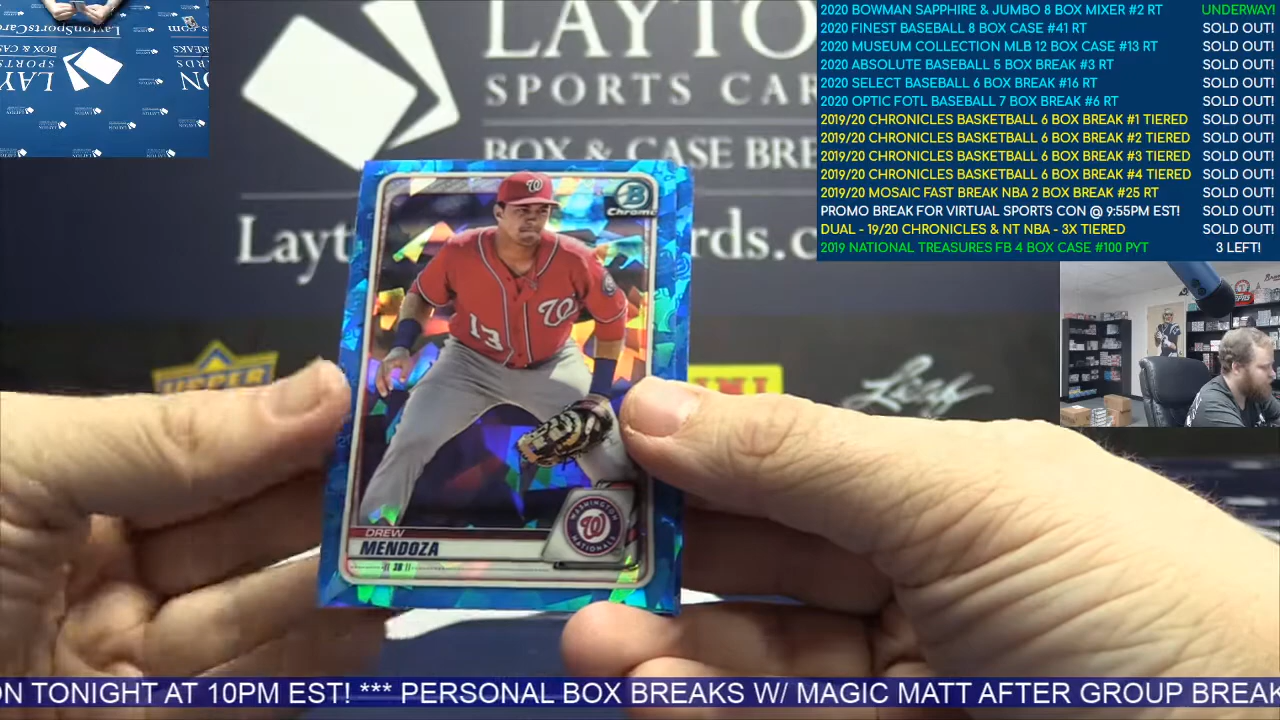 2020 BOWMAN SAPPHIRE & JUMBO 8 BOX MIXER #2 RT UNDERWAY!
2020 FINEST BASEBALL 8 BOX CASE #41 RT SOLD OUT!
2020 MUSEUM COLLECTION MLB 12 BOX CASE #13 RT SOLD OUT!
2020 ABSOLUTE BASEBALL 5 BOX BREAK #3 RT SOLD OUT!
2020 SELECT BASEBALL 6 BOX BREAK #16 RT SOLD OUT!
2020 OPTIC FOTL BASEBALL 7 BOX BREAK #6 RT SOLD OUT!
2019/20 CHRONICLES BASKETBALL 6 BOX BREAK #1 TIERED SOLD OUT!
2019/20 CHRONICLES BASKETBALL 6 BOX BREAK #2 TIERED SOLD OUT!
2019/20 CHRONICLES BASKETBALL 6 BOX BREAK #3 TIERED SOLD OUT!
2019/20 CHRONICLES BASKETBALL 6 BOX BREAK #4 TIERED SOLD OUT!
2019/20 MOSAIC FAST BREAK NBA 2 BOX BREAK #25 RT SOLD OUT!
PROMO BREAK FOR VIRTUAL SPORTS CON @ 9:55PM EST! SOLD OUT!
DUAL - 19/20 CHRONICLES & NT NBA - 3X TIERED SOLD OUT!
2019 NATIONAL TREASURES FB 4 BOX CASE #100 PYT 3 LEFT!
LAYTO
SPORTS CAR
BOX & CASE BRE
Layt rds.c
UPPER
Leaf
B
Chrome
W
13
W
WASHINGTON
W
NATIONALS
DREW
MENDOZA
3B
ON TONIGHT AT 10PM EST! *** PERSONAL BOX BREAKS W/ MAGIC MATT AFTER GROUP BREAK